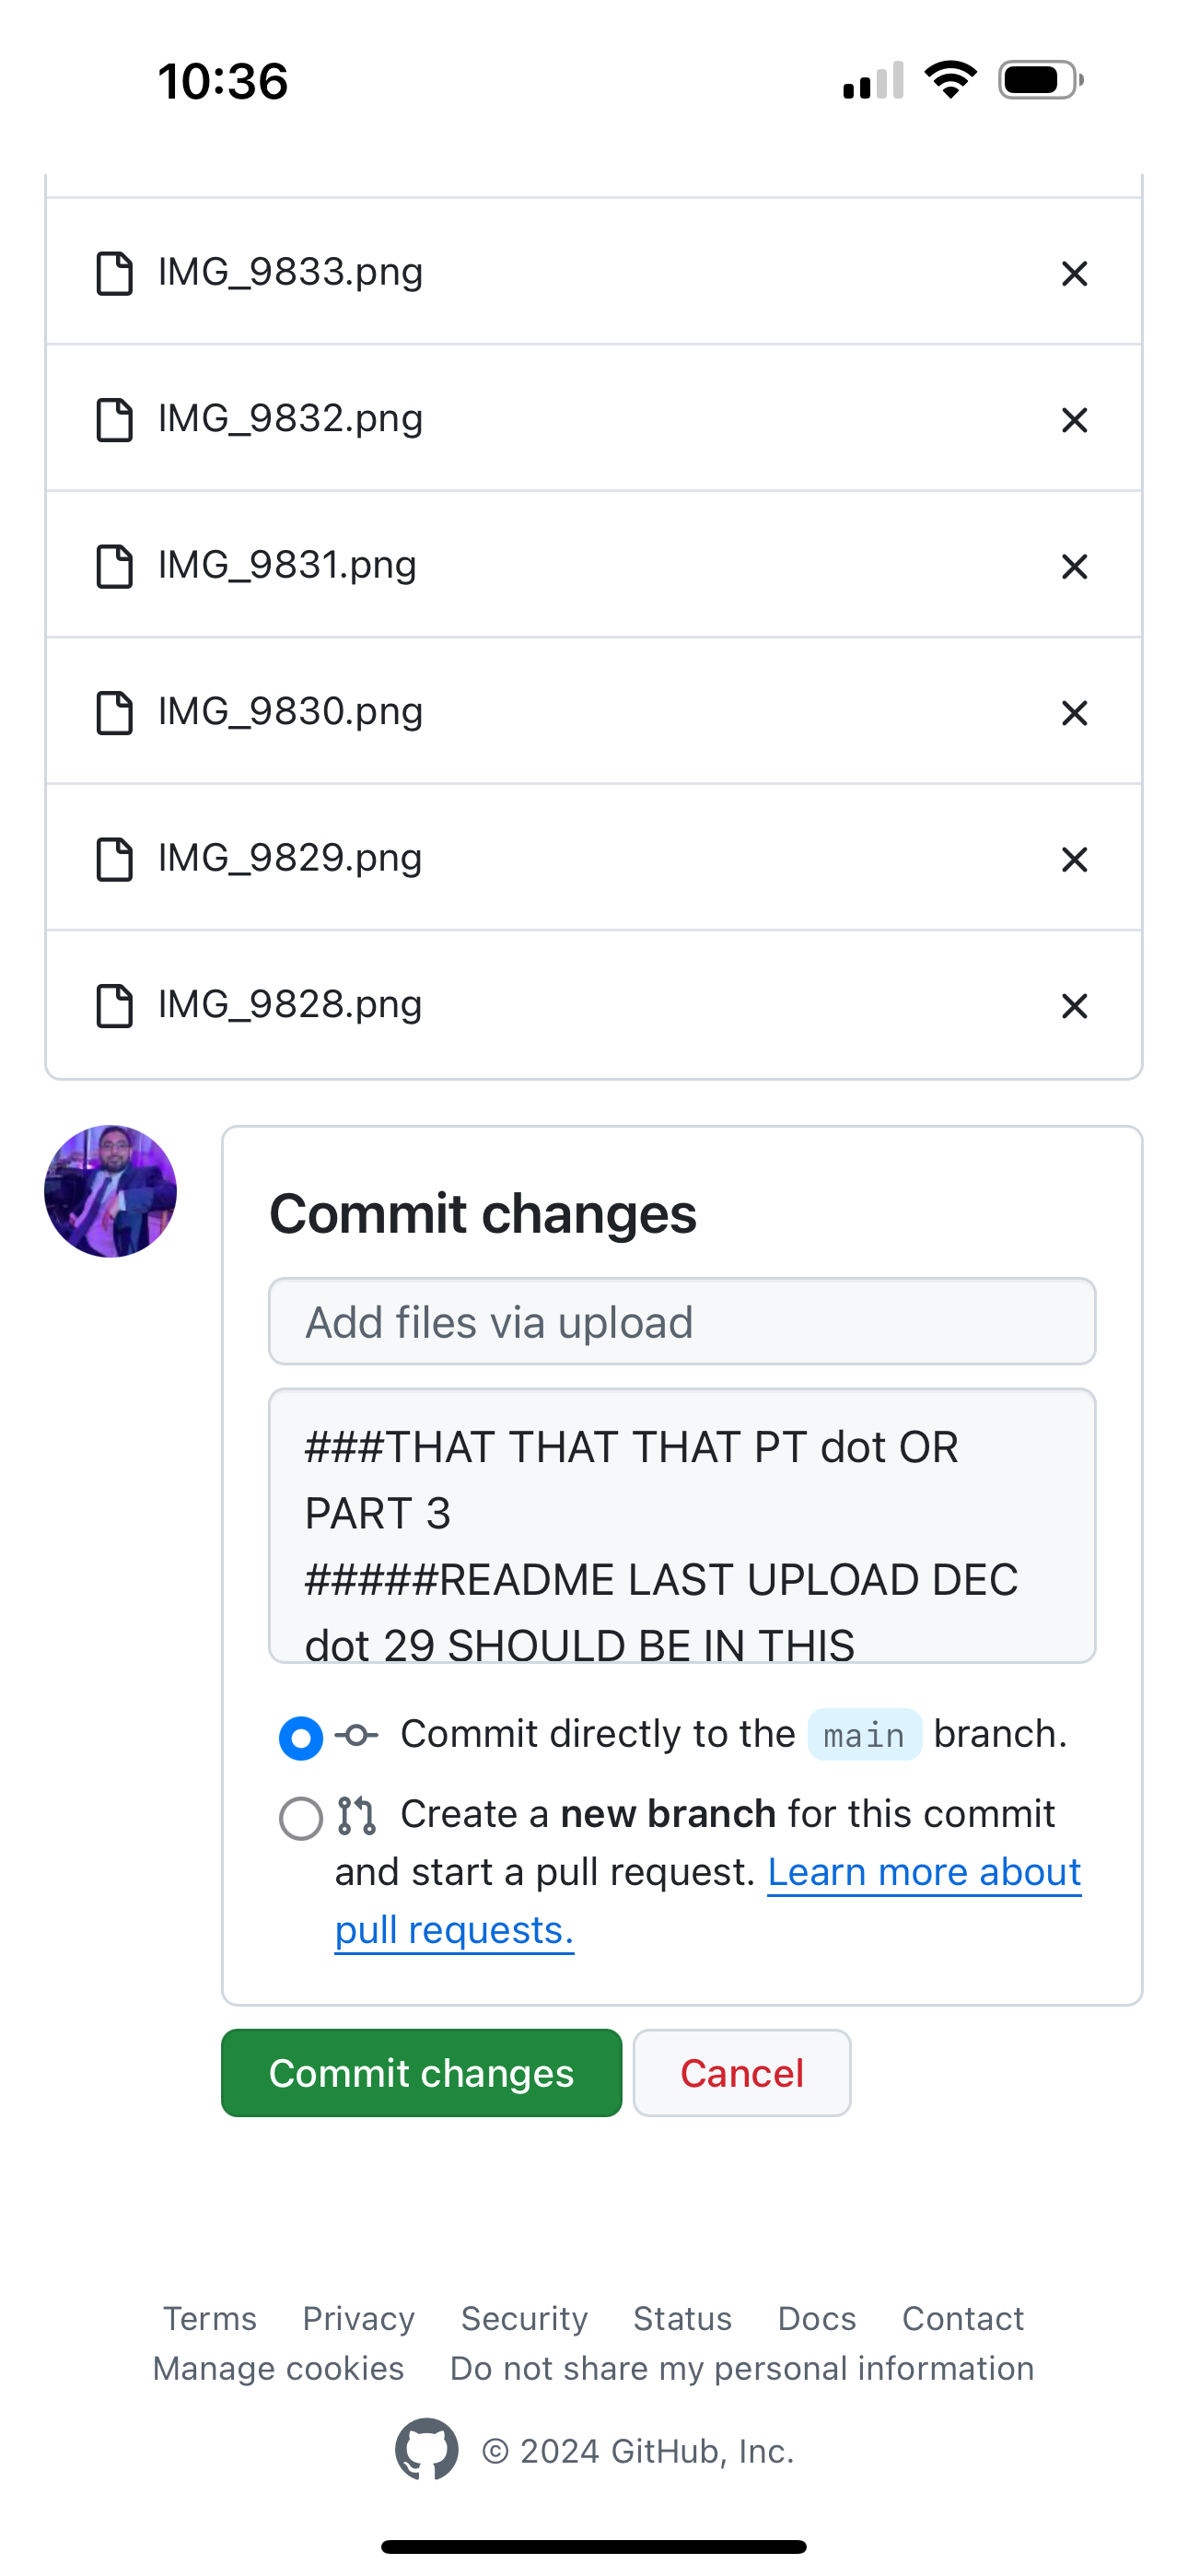 10:36
IMG_9833.png
IMG_9832.png
IMG_9831.png
IMG_9830.png
IMG_9829.png
IMG_9828.png
Commit changes
Add files via upload
###THAT THAT THAT PT dot OR
PART 3
#####README LAST UPLOAD DEC
dot 29 SHOULD BE IN THIS
Commit directly to the main branch.
Create a new branch for this commit
and start a pull request. Learn more about
pull requests.
Commit changes Cancel
Terms Privacy Security Status Docs Contact
Manage cookies Do not share my personal information
© 2024 GitHub, Inc.